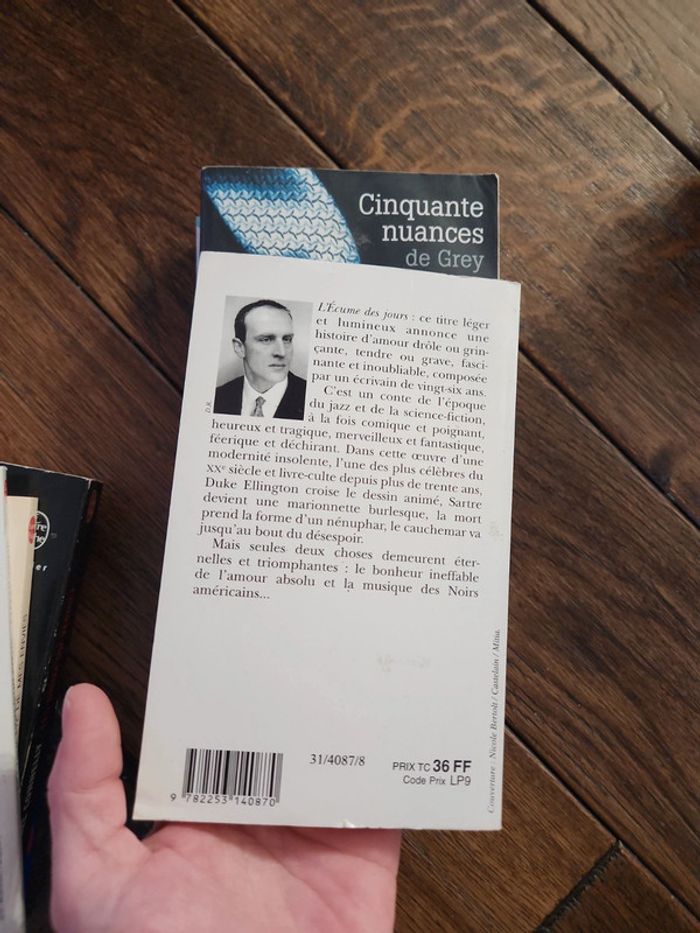 Cinquante
nuances
de Grey
L'Écume des jours : ce titre léger
et lumineux annonce une
histoire d'amour drôle ou grin-
çante, tendre ou grave, fasci-
nante et inoubliable, composée
par un écrivain de vingt-six ans.
C'est un conte de l'époque
du jazz et de la science-fiction,
à la fois comique et poignant,
heureux et tragique, merveilleux et fantastique,
féerique et déchirant. Dans cette œuvre d'une
modernité insolente, l'une des plus célèbres du
XXe siècle et livre-culte depuis plus de trente ans,
Duke Ellington croise le dessin animé, Sartre
devient une marionnette burlesque, la mort
prend la forme d'un nénuphar, le cauchemar va
jusqu'au bout du désespoir.
Mais seules deux choses demeurent éter-
nelles et triomphantes : le bonheur ineffable
de l'amour absolu et la musique des Noirs
américains...
D.R.
Couverture : Nicole Bertolt / Castelain / Mitia.
31/4087/8
PRIX TC 36 FF
Code Prix LP9
9 782253 140870
DE MES ENVIES